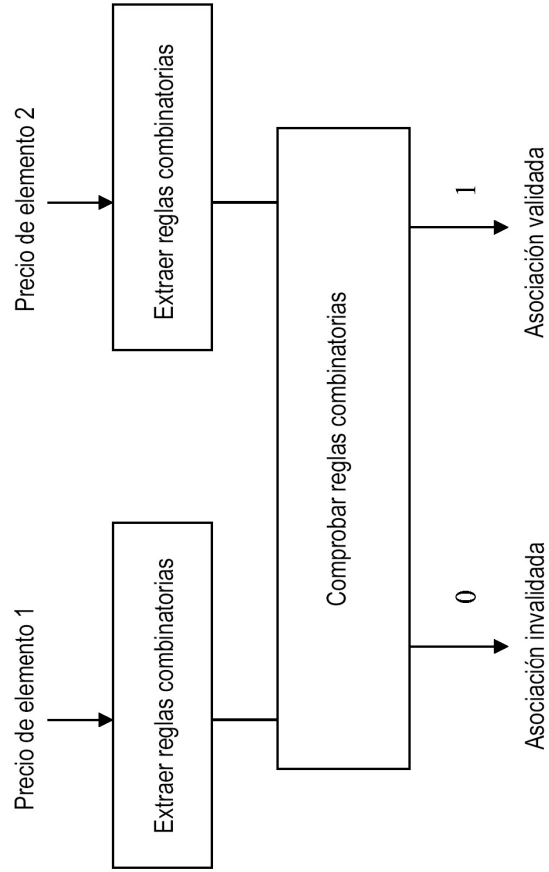 Precio de elemento 1
Precio de elemento 2
Extraer reglas combinatorias
Extraer reglas combinatorias
Comprobar reglas combinatorias
0
1
Asociación invalidada
Asociación validada